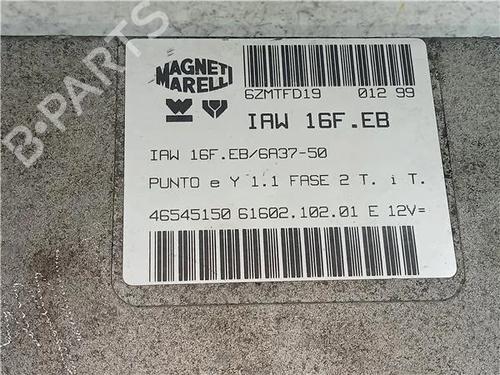 MAGNETI
MARELLI
6ZMTFD19 012 99
IAW 16F.EB
IAW 16F.EB/6A37-50
PUNTO e Y 1.1 FASE 2 T. i T.
46545150 61602.102.01 E 12V=
B-PARTS